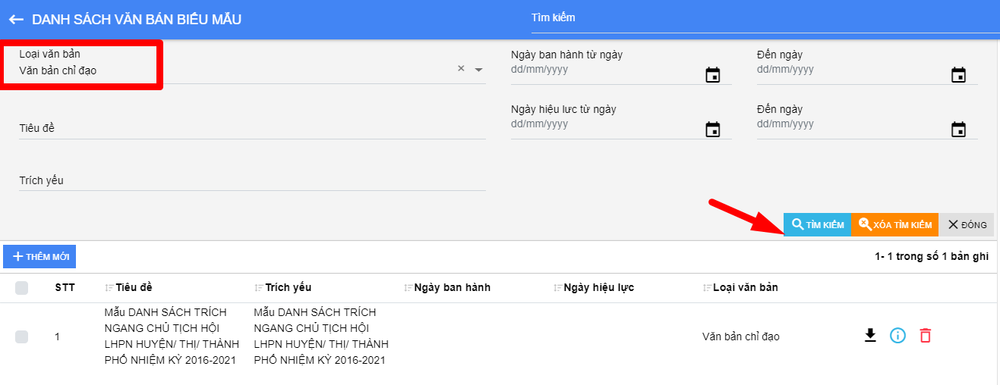 DANH SÁCH VĂN BẢN BIỂU MẪU
Tìm kiếm
Loại văn bản
Văn bản chỉ đạo
Ngày ban hành từ ngày
dd/mm/yyyy
Đến ngày
dd/mm/yyyy
Tiêu đề
Ngày hiệu lực từ ngày
dd/mm/yyyy
Đến ngày
dd/mm/yyyy
Trích yếu
TÌM KIẾM
XÓA TÌM KIẾM
ĐÓNG
THÊM MỚI
1- 1 trong số 1 bản ghi
STT Tiêu đề Trích yếu Ngày ban hành Ngày hiệu lực Loại văn bản
1
Mẫu DANH SÁCH TRÍCH
NGANG CHỦ TỊCH HỘI
LHPN HUYỆN/ THỊ/ THÀNH
PHỐ NHIỆM KỲ 2016-2021
Mẫu DANH SÁCH TRÍCH
NGANG CHỦ TỊCH HỘI
LHPN HUYỆN/ THỊ/ THÀNH
PHỐ NHIỆM KỲ 2016-2021
Văn bản chỉ đạo